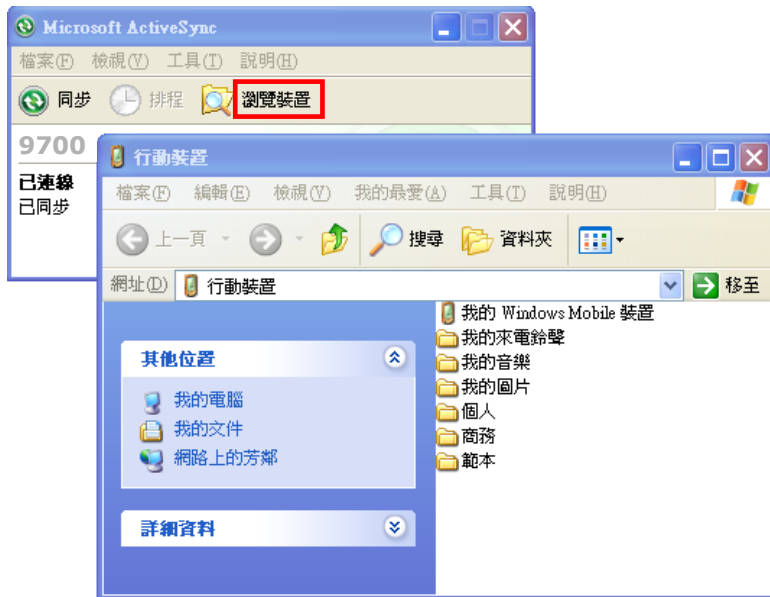 Microsoft ActiveSync
檔案(F) 檢視(V) 工具(T) 說明(H)
同步 排程 瀏覽裝置
9700
已連線
已同步
行動裝置
檔案(F) 編輯(E) 檢視(V) 我的最愛(A) 工具(T) 說明(H)
上一頁 搜尋 資料夾
網址(D) 行動裝置 移至
其他位置
我的電腦
我的文件
網路上的芳鄰
詳細資料
我的 Windows Mobile 裝置
我的來電鈴聲
我的音樂
我的圖片
個人
商務
範本